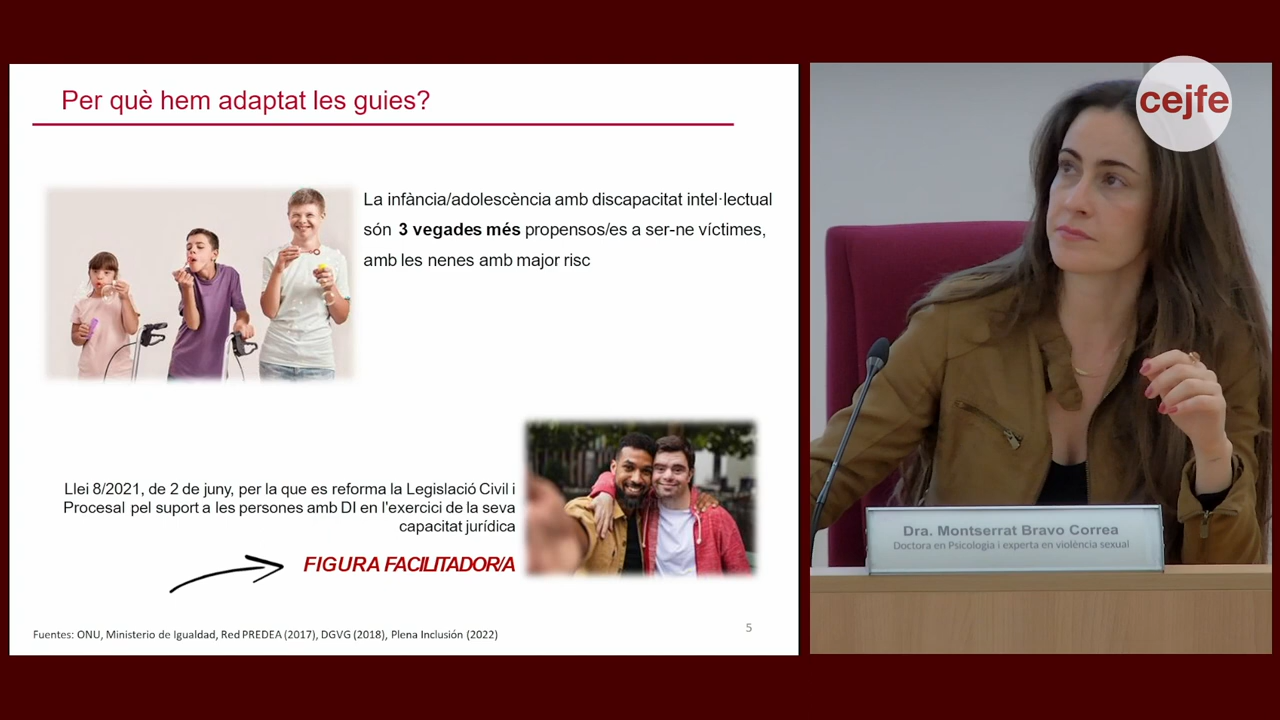 Per què hem adaptat les guies?
La infància/adolescència amb discapacitat intel·lectual
són 3 vegades més propensos/es a ser-ne víctimes,
amb les nenes amb major risc
Llei 8/2021, de 2 de juny, per la que es reforma la Legislació Civil i
Procesal pel suport a les persones amb DI en l'exercici de la seva
capacitat jurídica
FIGURA FACILITADOR/A
Fuentes: ONU, Ministerio de Igualdad, Red PREDEA (2017), DGVG (2018), Plena Inclusión (2022)
5
cejfe
Dra. Montserrat Bravo Correa
Doctora en Psicologia i experta en violència sexual